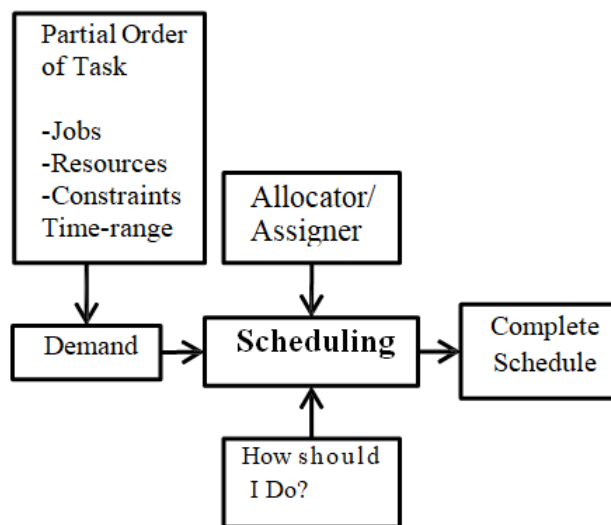 Partial Order
of Task
-Jobs
-Resources
-Constraints
Time-range
Allocator/
Assigner
Demand
Scheduling
Complete
Schedule
How should
I Do?